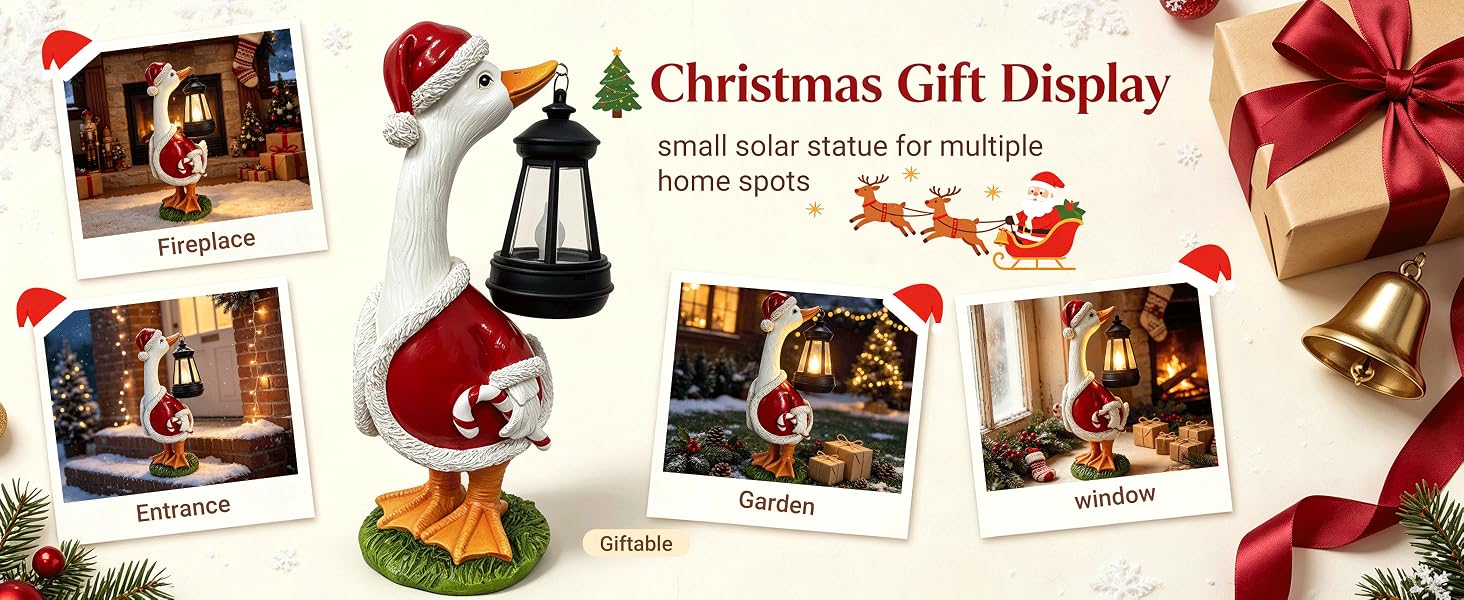 Christmas Gift Display
small solar statue for multiple
home spots
Fireplace
Entrance
Garden
window
Giftable